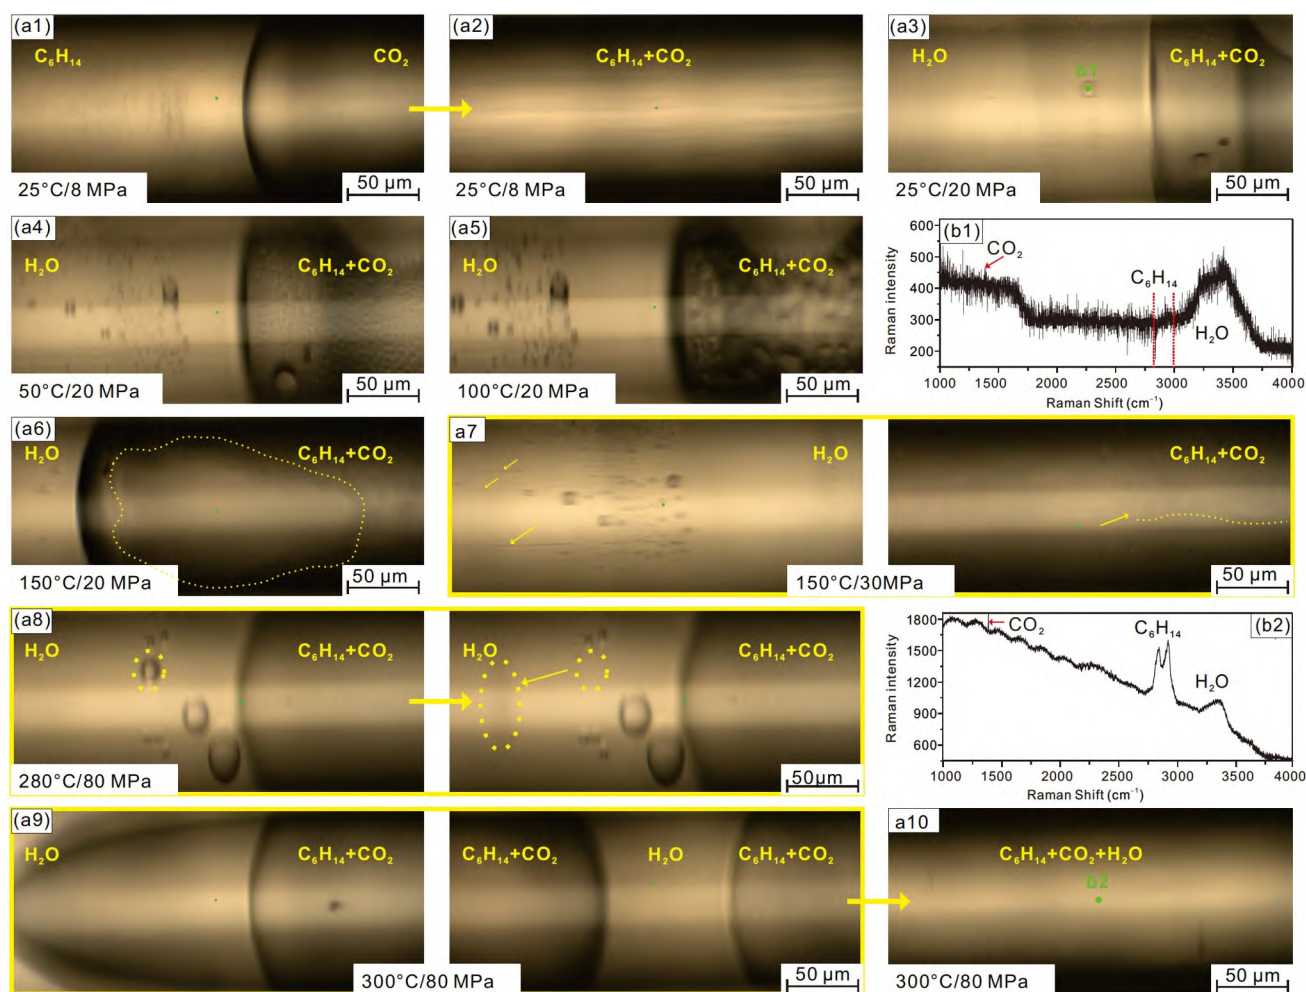 (a1)
C₆H₁₄ CO₂
25°C/8 MPa 50 μm
(a2)
C₆H₁₄+CO₂
25°C/8 MPa 50 μm
(a3)
H₂O C₆H₁₄+CO₂
b1
25°C/20 MPa 50 μm
(a4)
H₂O C₆H₁₄+CO₂
50°C/20 MPa 50 μm
(a5)
H₂O C₆H₁₄+CO₂
100°C/20 MPa 50 μm
(b1)
CO₂
C₆H₁₄
H₂O
Raman intensity
600
500
400
300
200
1000 1500 2000 2500 3000 3500 4000
Raman Shift (cm⁻¹)
(a6)
H₂O C₆H₁₄+CO₂
150°C/20 MPa 50 μm
a7
H₂O C₆H₁₄+CO₂
150°C/30MPa 50 μm
(a8)
H₂O C₆H₁₄+CO₂ H₂O C₆H₁₄+CO₂
280°C/80 MPa 50μm
(b2)
CO₂ C₆H₁₄
H₂O
Raman intensity
1800
1500
1200
900
600
1000 1500 2000 2500 3000 3500 4000
Raman Shift (cm⁻¹)
(a9)
H₂O C₆H₁₄+CO₂ C₆H₁₄+CO₂ H₂O C₆H₁₄+CO₂
300°C/80 MPa 50 μm
a10
C₆H₁₄+CO₂+H₂O
b2
300°C/80 MPa 50 μm